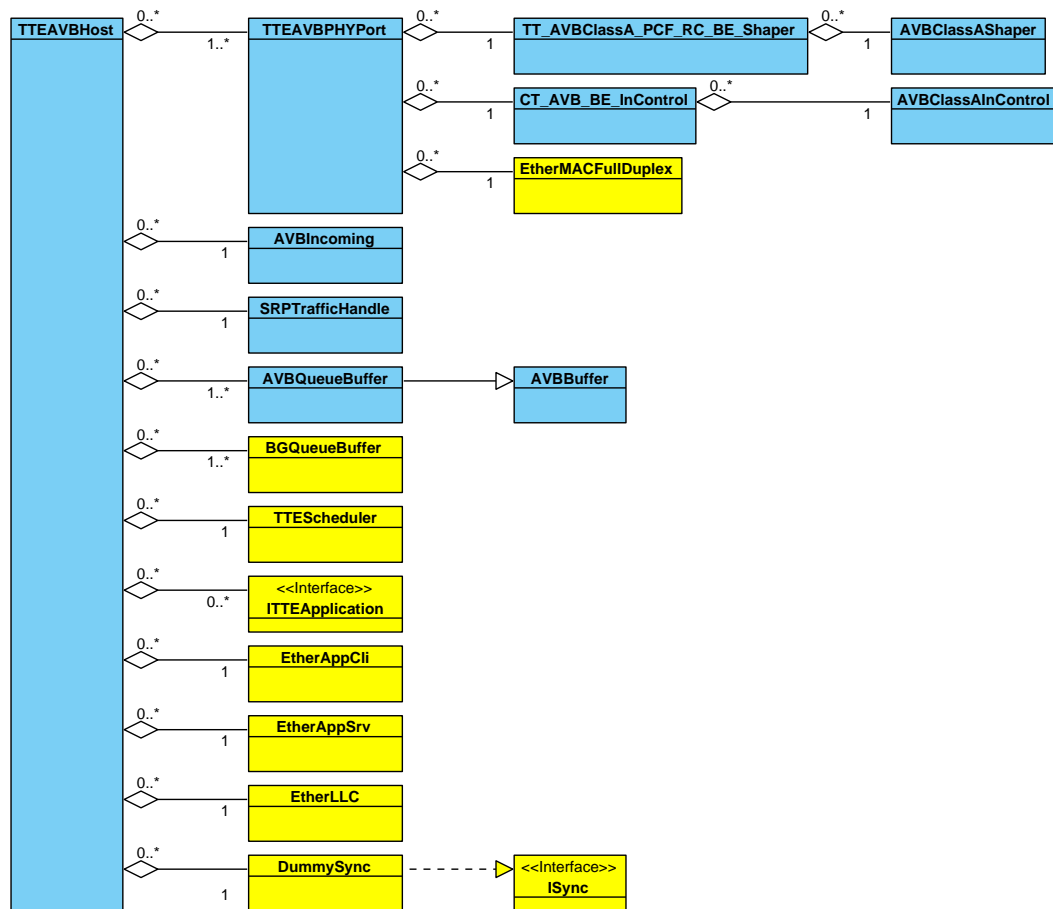 TTEAVBHost
0..*
1..*
TTEAVBPHYPort
0..*
1
TT_AVBClassA_PCF_RC_BE_Shaper
0..*
1
AVBClassAShaper
0..*
1
CT_AVB_BE_InControl
0..*
1
AVBClassAInControl
0..*
1
EtherMACFullDuplex
0..*
1
AVBIncoming
0..*
1
SRPTrafficHandle
0..*
1..*
AVBQueueBuffer
AVBBuffer
0..*
1..*
BGQueueBuffer
0..*
1
TTEScheduler
0..*
0..*
<<Interface>>
ITTEApplication
0..*
1
EtherAppCli
0..*
1
EtherAppSrv
0..*
1
EtherLLC
0..*
1
DummySync
<<Interface>>
ISync